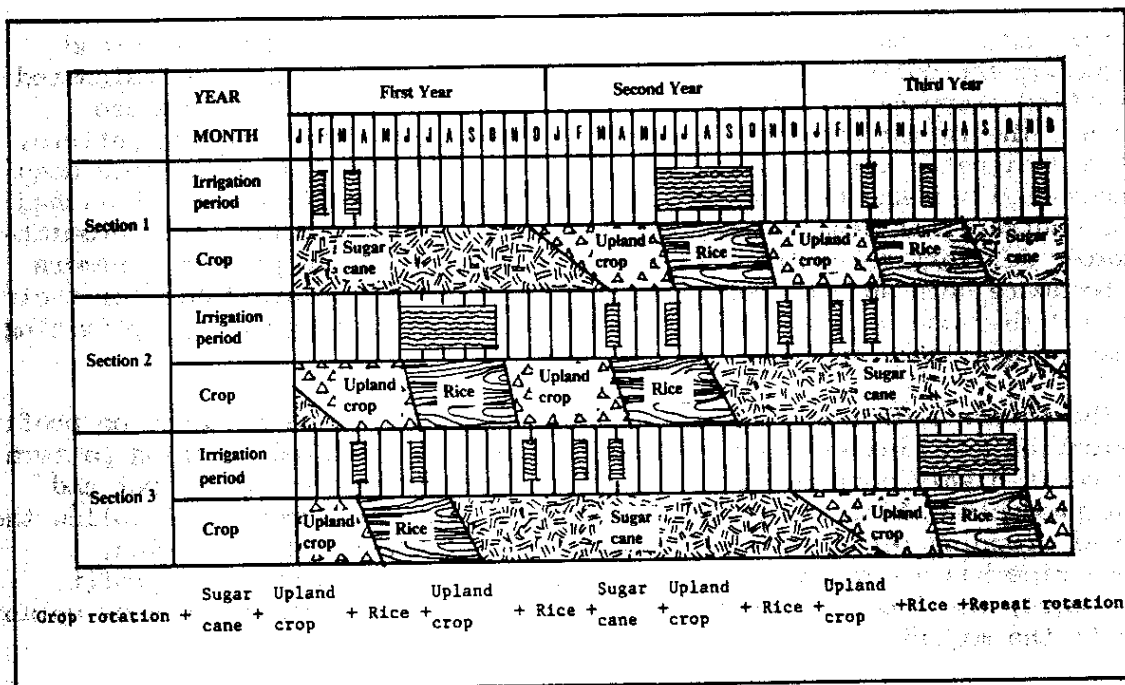 YEAR First Year Second Year Third Year
MONTH J F M A M J J A S O N D J F M A M J J A S O N D J F M A M J J A S O N D
Section 1
Irrigation
period
Crop
Sugar
cane
Upland
crop
Rice
Upland
crop
Rice
Sugar
cane
Section 2
Irrigation
period
Crop
Upland
crop
Rice
Upland
crop
Rice
Sugar
cane
Section 3
Irrigation
period
Crop
Upland
crop
Rice
Sugar
cane
Upland
crop
Rice
Crop rotation + Sugar cane + Upland crop + Rice + Upland crop + Rice + Sugar cane + Upland crop + Rice + Upland crop +Rice +Repeat rotation